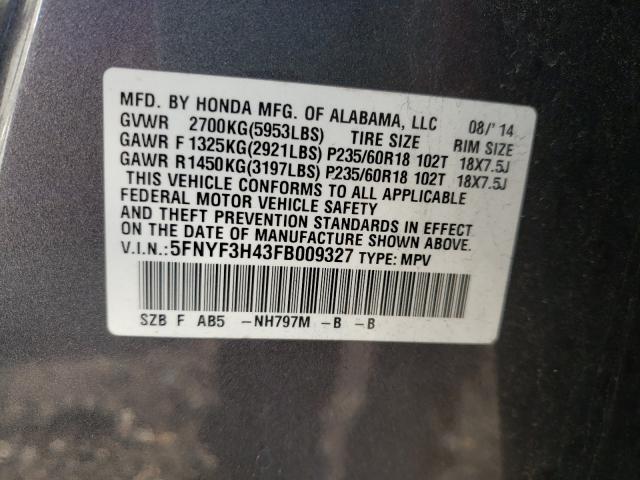 MFD. BY HONDA MFG. OF ALABAMA, LLC 08/'14
GVWR 2700KG(5953LBS) TIRE SIZE RIM SIZE
GAWR F 1325KG(2921LBS) P235/60R18 102T 18X7.5J
GAWR R 1450KG(3197LBS) P235/60R18 102T 18X7.5J
THIS VEHICLE CONFORMS TO ALL APPLICABLE
FEDERAL MOTOR VEHICLE SAFETY
AND THEFT PREVENTION STANDARDS IN EFFECT
ON THE DATE OF MANUFACTURE SHOWN ABOVE.
V.I.N.:5FNYF3H43FB009327 TYPE: MPV
SZB F AB5 -NH797M -B -B